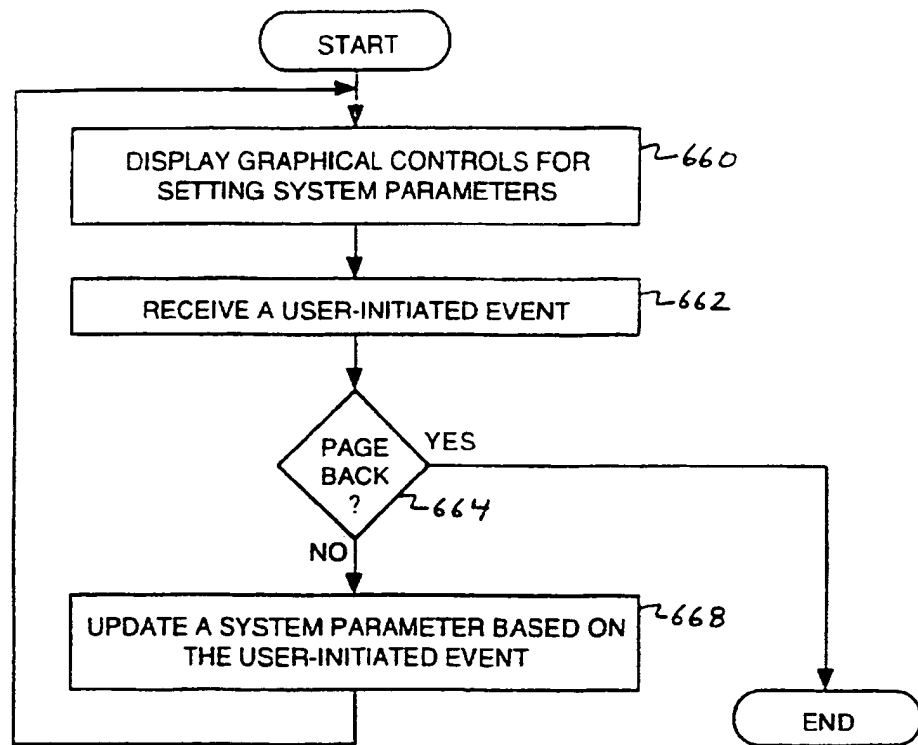 START
DISPLAY GRAPHICAL CONTROLS FOR
SETTING SYSTEM PARAMETERS
660
RECEIVE A USER-INITIATED EVENT
662
PAGE
BACK
?
YES
664
NO
UPDATE A SYSTEM PARAMETER BASED ON
THE USER-INITIATED EVENT
668
END